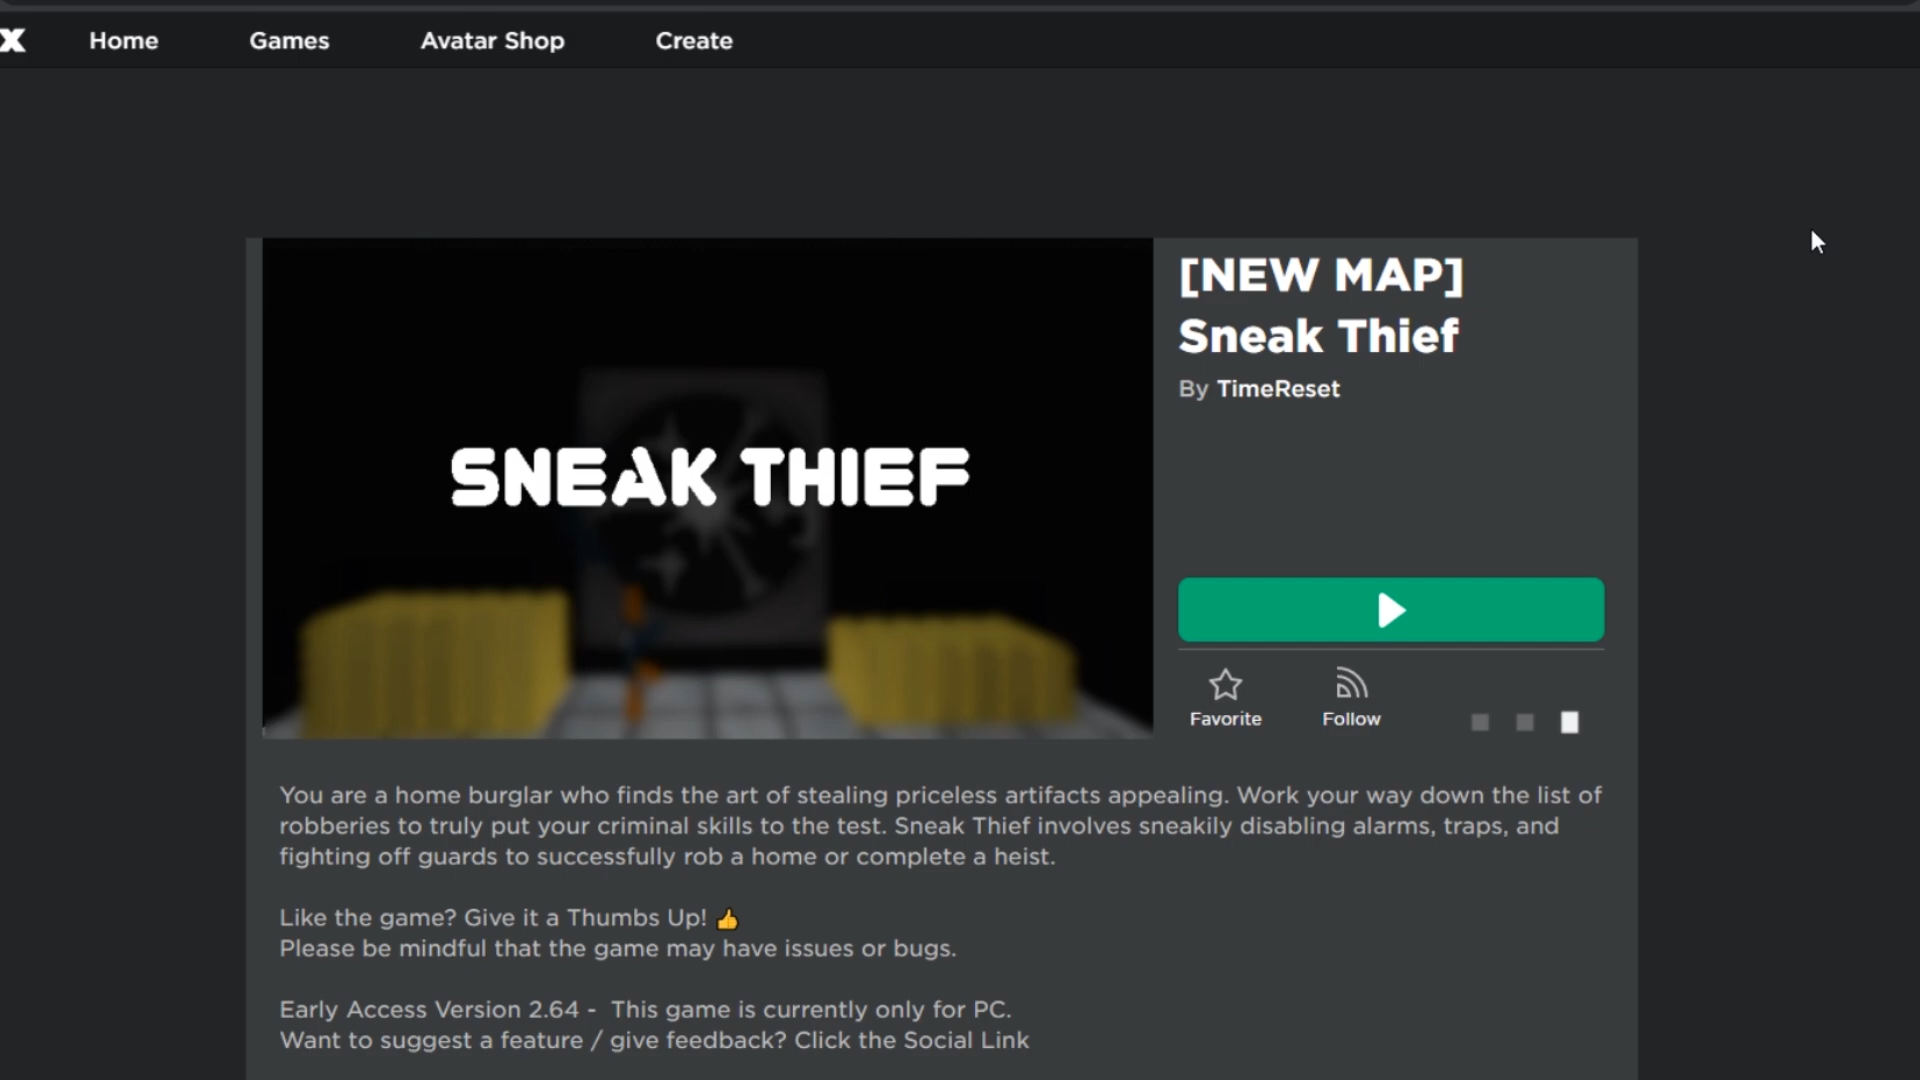 X Home Games Avatar Shop Create
SNEAK THIEF
[NEW MAP]
Sneak Thief
By TimeReset
Favorite Follow
You are a home burglar who finds the art of stealing priceless artifacts appealing. Work your way down the list of
robberies to truly put your criminal skills to the test. Sneak Thief involves sneakily disabling alarms, traps, and
fighting off guards to successfully rob a home or complete a heist.
Like the game? Give it a Thumbs Up! 👍
Please be mindful that the game may have issues or bugs.
Early Access Version 2.64 - This game is currently only for PC.
Want to suggest a feature / give feedback? Click the Social Link